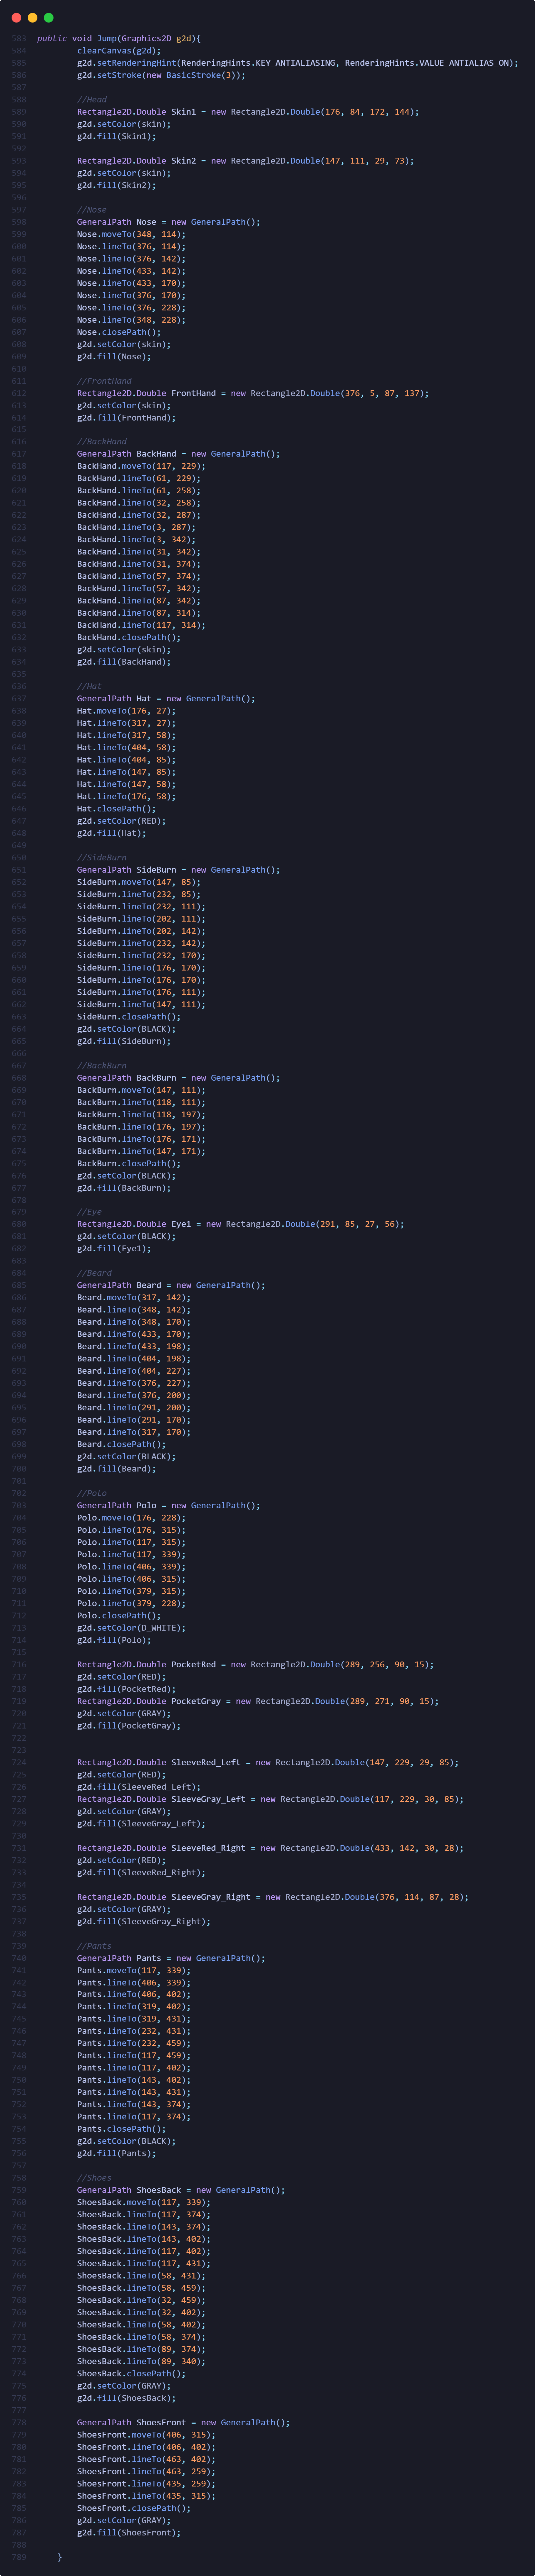 583 public void Jump(Graphics2D g2d){
584 clearCanvas(g2d);
585 g2d.setRenderingHint(RenderingHints.KEY_ANTIALIASING, RenderingHints.VALUE_ANTIALIAS_ON);
586 g2d.setStroke(new BasicStroke(3));
587
588 //Head
589 Rectangle2D.Double Skin1 = new Rectangle2D.Double(176, 84, 172, 144);
590 g2d.setColor(skin);
591 g2d.fill(Skin1);
592
593 Rectangle2D.Double Skin2 = new Rectangle2D.Double(147, 111, 29, 73);
594 g2d.setColor(skin);
595 g2d.fill(Skin2);
596
597 //Nose
598 GeneralPath Nose = new GeneralPath();
599 Nose.moveTo(348, 114);
600 Nose.lineTo(376, 114);
601 Nose.lineTo(376, 142);
602 Nose.lineTo(433, 142);
603 Nose.lineTo(433, 170);
604 Nose.lineTo(376, 170);
605 Nose.lineTo(376, 228);
606 Nose.lineTo(348, 228);
607 Nose.closePath();
608 g2d.setColor(skin);
609 g2d.fill(Nose);
610
611 //FrontHand
612 Rectangle2D.Double FrontHand = new Rectangle2D.Double(376, 5, 87, 137);
613 g2d.setColor(skin);
614 g2d.fill(FrontHand);
615
616 //BackHand
617 GeneralPath BackHand = new GeneralPath();
618 BackHand.moveTo(117, 229);
619 BackHand.lineTo(61, 229);
620 BackHand.lineTo(61, 258);
621 BackHand.lineTo(32, 258);
622 BackHand.lineTo(32, 287);
623 BackHand.lineTo(3, 287);
624 BackHand.lineTo(3, 342);
625 BackHand.lineTo(31, 342);
626 BackHand.lineTo(31, 374);
627 BackHand.lineTo(57, 374);
628 BackHand.lineTo(57, 342);
629 BackHand.lineTo(87, 342);
630 BackHand.lineTo(87, 314);
631 BackHand.lineTo(117, 314);
632 BackHand.closePath();
633 g2d.setColor(skin);
634 g2d.fill(BackHand);
635
636 //Hat
637 GeneralPath Hat = new GeneralPath();
638 Hat.moveTo(176, 27);
639 Hat.lineTo(317, 27);
640 Hat.lineTo(317, 58);
641 Hat.lineTo(404, 58);
642 Hat.lineTo(404, 85);
643 Hat.lineTo(147, 85);
644 Hat.lineTo(147, 58);
645 Hat.lineTo(176, 58);
646 Hat.closePath();
647 g2d.setColor(RED);
648 g2d.fill(Hat);
649
650 //SideBurn
651 GeneralPath SideBurn = new GeneralPath();
652 SideBurn.moveTo(147, 85);
653 SideBurn.lineTo(232, 85);
654 SideBurn.lineTo(232, 111);
655 SideBurn.lineTo(202, 111);
656 SideBurn.lineTo(202, 142);
657 SideBurn.lineTo(232, 142);
658 SideBurn.lineTo(232, 170);
659 SideBurn.lineTo(176, 170);
660 SideBurn.lineTo(176, 170);
661 SideBurn.lineTo(176, 111);
662 SideBurn.lineTo(147, 111);
663 SideBurn.closePath();
664 g2d.setColor(BLACK);
665 g2d.fill(SideBurn);
666
667 //BackBurn
668 GeneralPath BackBurn = new GeneralPath();
669 BackBurn.moveTo(147, 111);
670 BackBurn.lineTo(118, 111);
671 BackBurn.lineTo(118, 197);
672 BackBurn.lineTo(176, 197);
673 BackBurn.lineTo(176, 171);
674 BackBurn.lineTo(147, 171);
675 BackBurn.closePath();
676 g2d.setColor(BLACK);
677 g2d.fill(BackBurn);
678
679 //Eye
680 Rectangle2D.Double Eye1 = new Rectangle2D.Double(291, 85, 27, 56);
681 g2d.setColor(BLACK);
682 g2d.fill(Eye1);
683
684 //Beard
685 GeneralPath Beard = new GeneralPath();
686 Beard.moveTo(317, 142);
687 Beard.lineTo(348, 142);
688 Beard.lineTo(348, 170);
689 Beard.lineTo(433, 170);
690 Beard.lineTo(433, 198);
691 Beard.lineTo(404, 198);
692 Beard.lineTo(404, 227);
693 Beard.lineTo(376, 227);
694 Beard.lineTo(376, 200);
695 Beard.lineTo(291, 200);
696 Beard.lineTo(291, 170);
697 Beard.lineTo(317, 170);
698 Beard.closePath();
699 g2d.setColor(BLACK);
700 g2d.fill(Beard);
701
702 //Polo
703 GeneralPath Polo = new GeneralPath();
704 Polo.moveTo(176, 228);
705 Polo.lineTo(176, 315);
706 Polo.lineTo(117, 315);
707 Polo.lineTo(117, 339);
708 Polo.lineTo(406, 339);
709 Polo.lineTo(406, 315);
710 Polo.lineTo(379, 315);
711 Polo.lineTo(379, 228);
712 Polo.closePath();
713 g2d.setColor(D_WHITE);
714 g2d.fill(Polo);
715
716 Rectangle2D.Double PocketRed = new Rectangle2D.Double(289, 256, 90, 15);
717 g2d.setColor(RED);
718 g2d.fill(PocketRed);
719 Rectangle2D.Double PocketGray = new Rectangle2D.Double(289, 271, 90, 15);
720 g2d.setColor(GRAY);
721 g2d.fill(PocketGray);
722
723
724 Rectangle2D.Double SleeveRed_Left = new Rectangle2D.Double(147, 229, 29, 85);
725 g2d.setColor(RED);
726 g2d.fill(SleeveRed_Left);
727 Rectangle2D.Double SleeveGray_Left = new Rectangle2D.Double(117, 229, 30, 85);
728 g2d.setColor(GRAY);
729 g2d.fill(SleeveGray_Left);
730
731 Rectangle2D.Double SleeveRed_Right = new Rectangle2D.Double(433, 142, 30, 28);
732 g2d.setColor(RED);
733 g2d.fill(SleeveRed_Right);
734
735 Rectangle2D.Double SleeveGray_Right = new Rectangle2D.Double(376, 114, 87, 28);
736 g2d.setColor(GRAY);
737 g2d.fill(SleeveGray_Right);
738
739 //Pants
740 GeneralPath Pants = new GeneralPath();
741 Pants.moveTo(117, 339);
742 Pants.lineTo(406, 339);
743 Pants.lineTo(406, 402);
744 Pants.lineTo(319, 402);
745 Pants.lineTo(319, 431);
746 Pants.lineTo(232, 431);
747 Pants.lineTo(232, 459);
748 Pants.lineTo(117, 459);
749 Pants.lineTo(117, 402);
750 Pants.lineTo(143, 402);
751 Pants.lineTo(143, 431);
752 Pants.lineTo(143, 374);
753 Pants.lineTo(117, 374);
754 Pants.closePath();
755 g2d.setColor(BLACK);
756 g2d.fill(Pants);
757
758 //Shoes
759 GeneralPath ShoesBack = new GeneralPath();
760 ShoesBack.moveTo(117, 339);
761 ShoesBack.lineTo(117, 374);
762 ShoesBack.lineTo(143, 374);
763 ShoesBack.lineTo(143, 402);
764 ShoesBack.lineTo(117, 402);
765 ShoesBack.lineTo(117, 431);
766 ShoesBack.lineTo(58, 431);
767 ShoesBack.lineTo(58, 459);
768 ShoesBack.lineTo(32, 459);
769 ShoesBack.lineTo(32, 402);
770 ShoesBack.lineTo(58, 402);
771 ShoesBack.lineTo(58, 374);
772 ShoesBack.lineTo(89, 374);
773 ShoesBack.lineTo(89, 340);
774 ShoesBack.closePath();
775 g2d.setColor(GRAY);
776 g2d.fill(ShoesBack);
777
778 GeneralPath ShoesFront = new GeneralPath();
779 ShoesFront.moveTo(406, 315);
780 ShoesFront.lineTo(406, 402);
781 ShoesFront.lineTo(463, 402);
782 ShoesFront.lineTo(463, 259);
783 ShoesFront.lineTo(435, 259);
784 ShoesFront.lineTo(435, 315);
785 ShoesFront.closePath();
786 g2d.setColor(GRAY);
787 g2d.fill(ShoesFront);
788
789 }